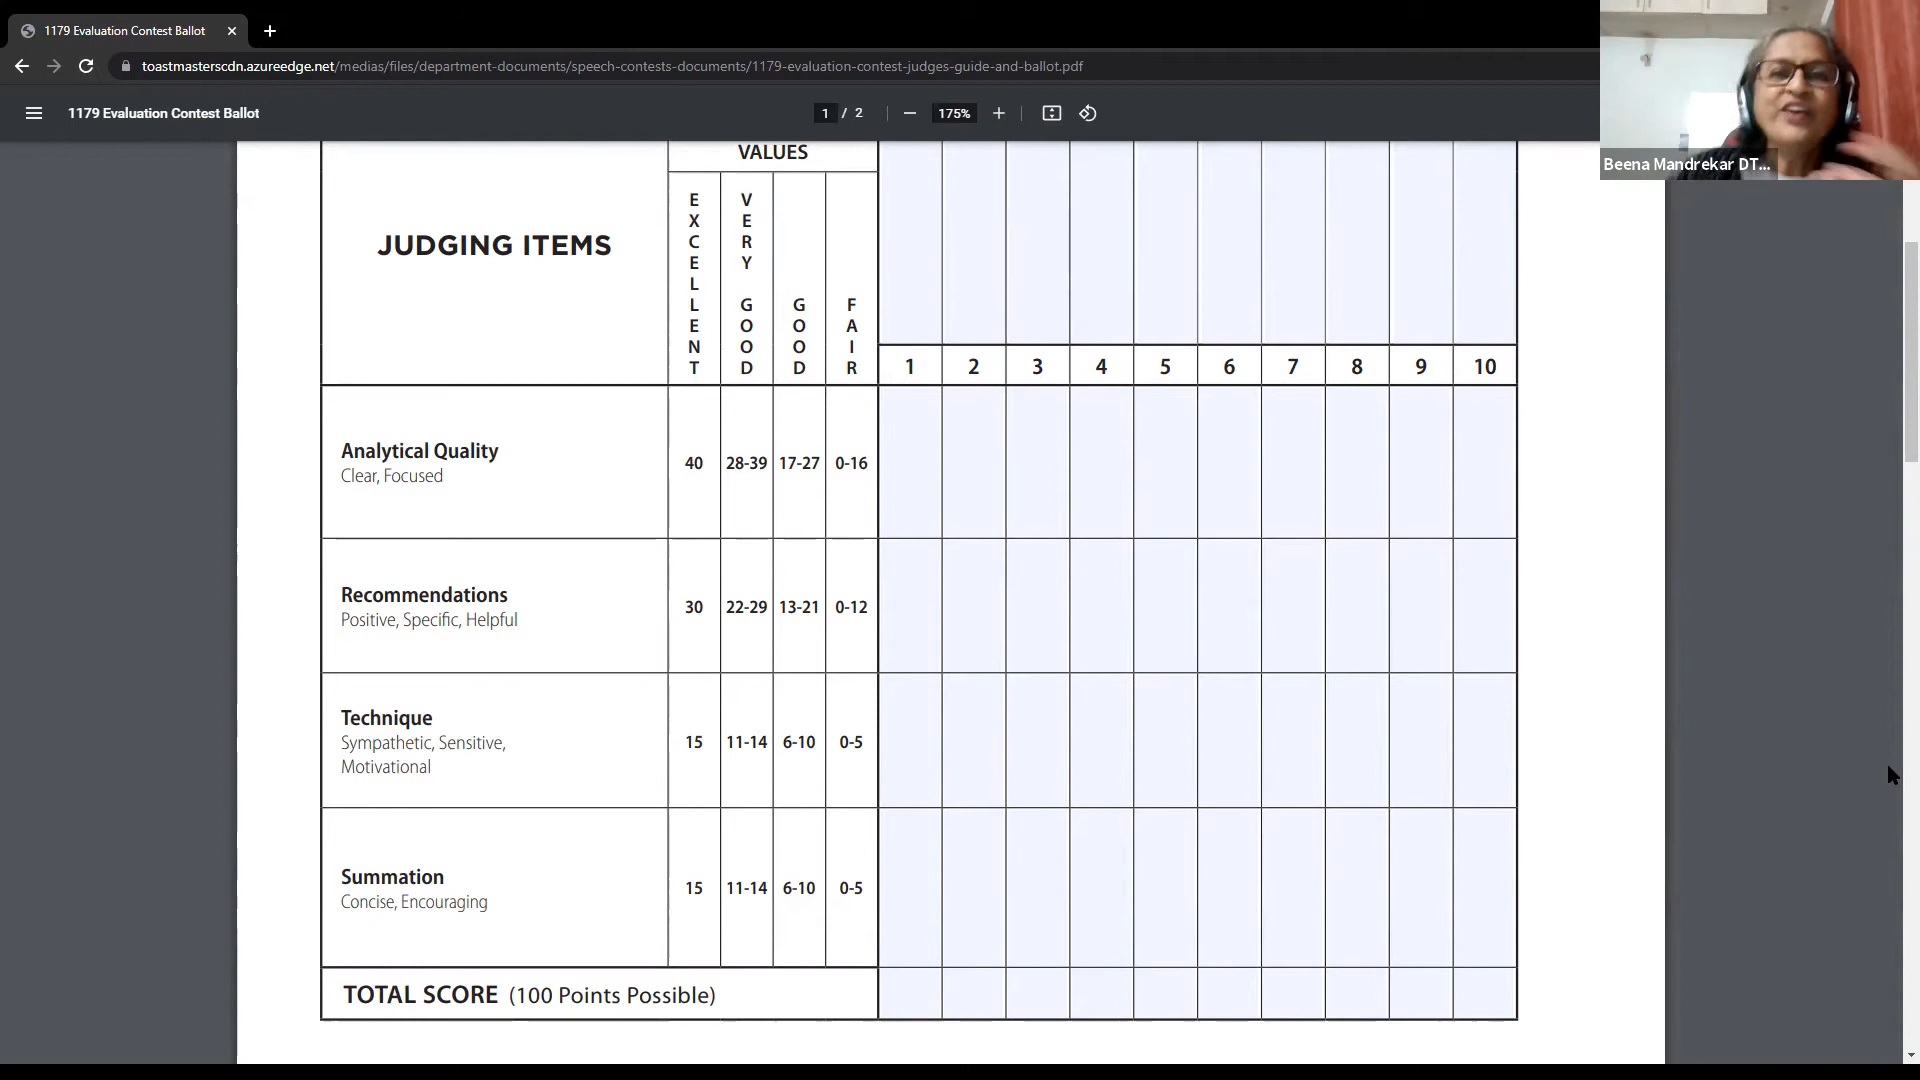 1179 Evaluation Contest Ballot
toastmasterscdn.azureedge.net/medias/files/department-documents/speech-contests-documents/1179-evaluation-contest-judges-guide-and-ballot.pdf
1179 Evaluation Contest Ballot
1 / 2
175%
Beena Mandrekar DT...
VALUES
JUDGING ITEMS
EXCELLENT
VERY GOOD
GOOD
FAIR
1 2 3 4 5 6 7 8 9 10
Analytical Quality
Clear, Focused
40 28-39 17-27 0-16
Recommendations
Positive, Specific, Helpful
30 22-29 13-21 0-12
Technique
Sympathetic, Sensitive,
Motivational
15 11-14 6-10 0-5
Summation
Concise, Encouraging
15 11-14 6-10 0-5
TOTAL SCORE (100 Points Possible)